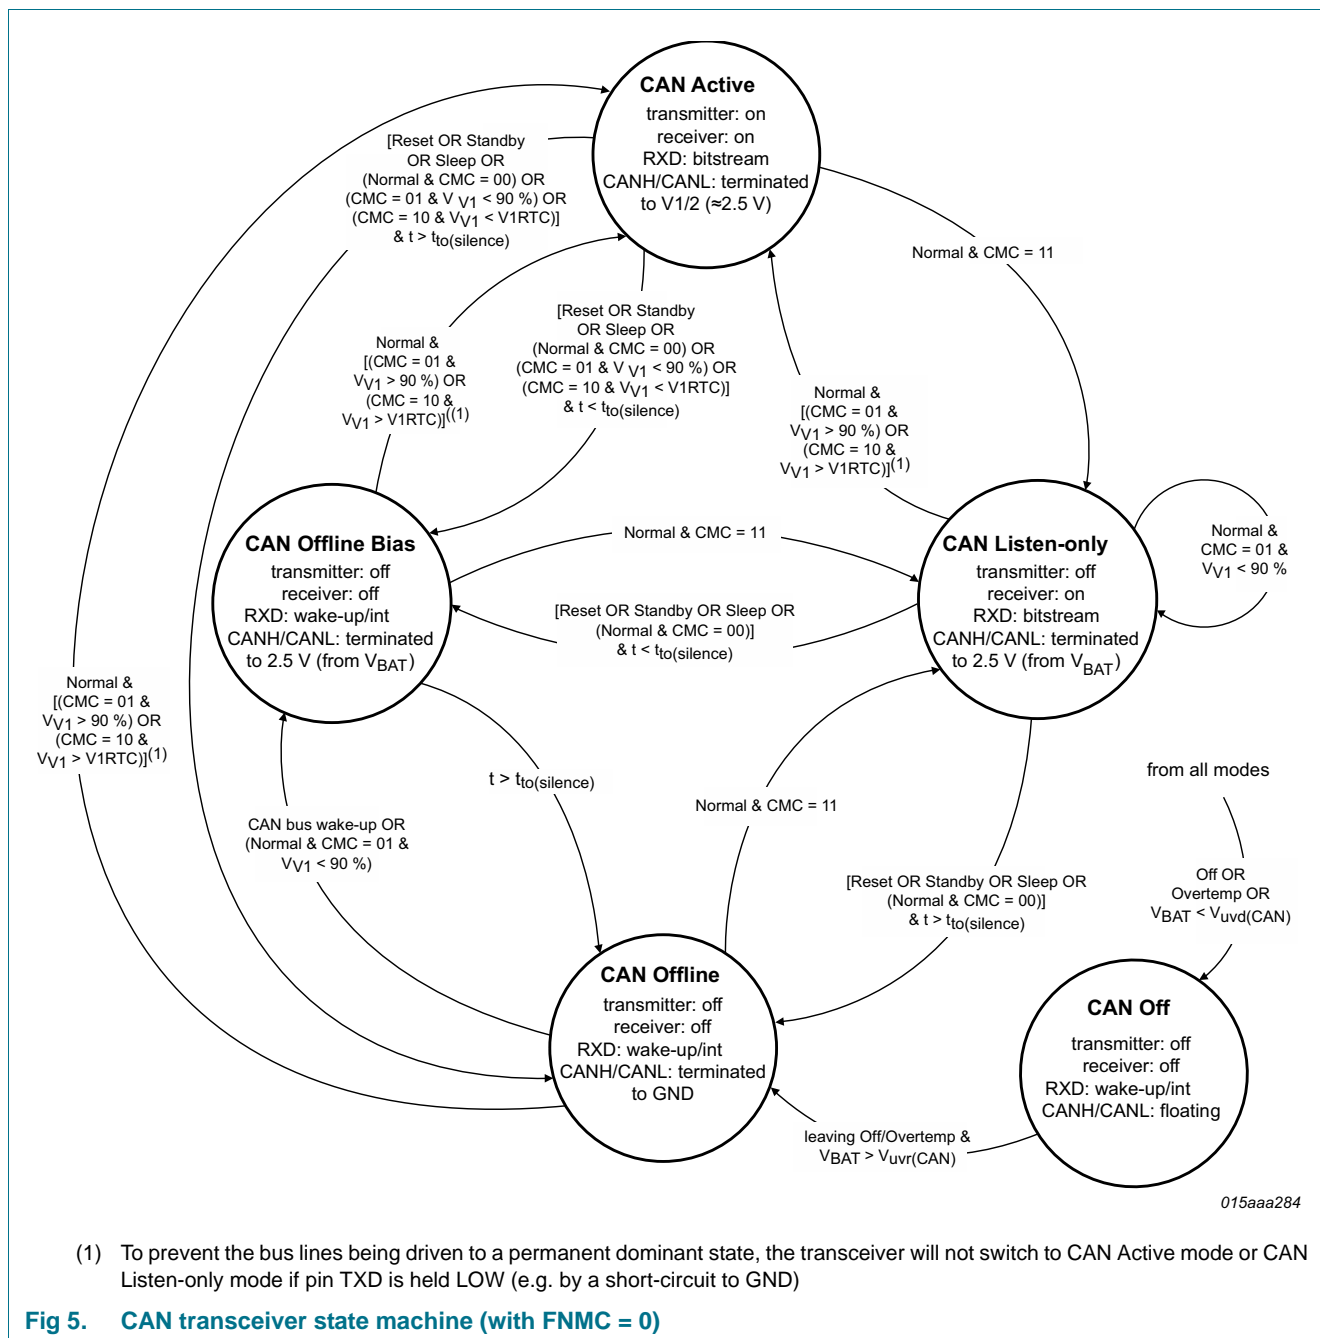 CAN Active
transmitter: on
receiver: on
RXD: bitstream
CANH/CANL: terminated
to V1/2 (≈2.5 V)
[Reset OR Standby
OR Sleep OR
(Normal & CMC = 00) OR
(CMC = 01 & V V1 < 90 %) OR
(CMC = 10 & VV1 < V1RTC)]
& t > tto(silence)
Normal & CMC = 11
[Reset OR Standby
OR Sleep OR
(Normal & CMC = 00) OR
(CMC = 01 & V V1 < 90 %) OR
(CMC = 10 & VV1 < V1RTC)]
& t < tto(silence)
Normal &
[(CMC = 01 &
VV1 > 90 %) OR
(CMC = 10 &
VV1 > V1RTC)]((1)
Normal &
[(CMC = 01 &
VV1 > 90 %) OR
(CMC = 10 &
VV1 > V1RTC)](1)
CAN Offline Bias
transmitter: off
receiver: off
RXD: wake-up/int
CANH/CANL: terminated
to 2.5 V (from VBAT)
Normal & CMC = 11
[Reset OR Standby OR Sleep OR
(Normal & CMC = 00)]
& t < tto(silence)
CAN Listen-only
transmitter: off
receiver: on
RXD: bitstream
CANH/CANL: terminated
to 2.5 V (from VBAT)
Normal &
CMC = 01 &
VV1 < 90 %
Normal &
[(CMC = 01 &
VV1 > 90 %) OR
(CMC = 10 &
VV1 > V1RTC)](1)
t > tto(silence)
Normal & CMC = 11
from all modes
CAN bus wake-up OR
(Normal & CMC = 01 &
VV1 < 90 %)
[Reset OR Standby OR Sleep OR
(Normal & CMC = 00)]
& t > tto(silence)
Off OR
Overtemp OR
VBAT < Vuvd(CAN)
CAN Offline
transmitter: off
receiver: off
RXD: wake-up/int
CANH/CANL: terminated
to GND
CAN Off
transmitter: off
receiver: off
RXD: wake-up/int
CANH/CANL: floating
leaving Off/Overtemp &
VBAT > Vuvr(CAN)
015aaa284
(1) To prevent the bus lines being driven to a permanent dominant state, the transceiver will not switch to CAN Active mode or CAN
Listen-only mode if pin TXD is held LOW (e.g. by a short-circuit to GND)
Fig 5. CAN transceiver state machine (with FNMC = 0)